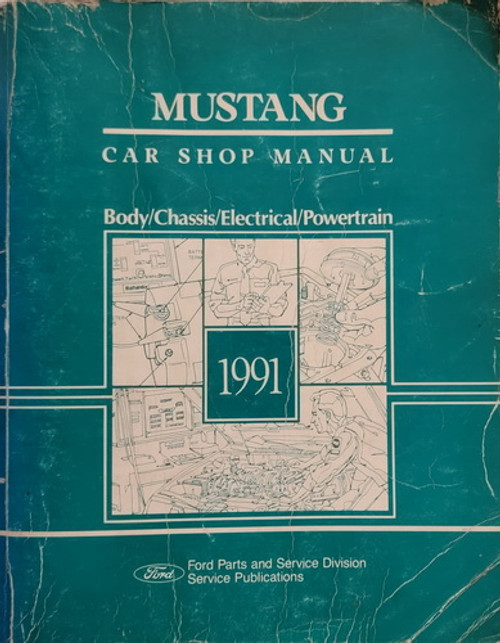 MUSTANG
CAR SHOP MANUAL
Body/Chassis/Electrical/Powertrain
1991
Ford
Ford Parts and Service Division
Service Publications